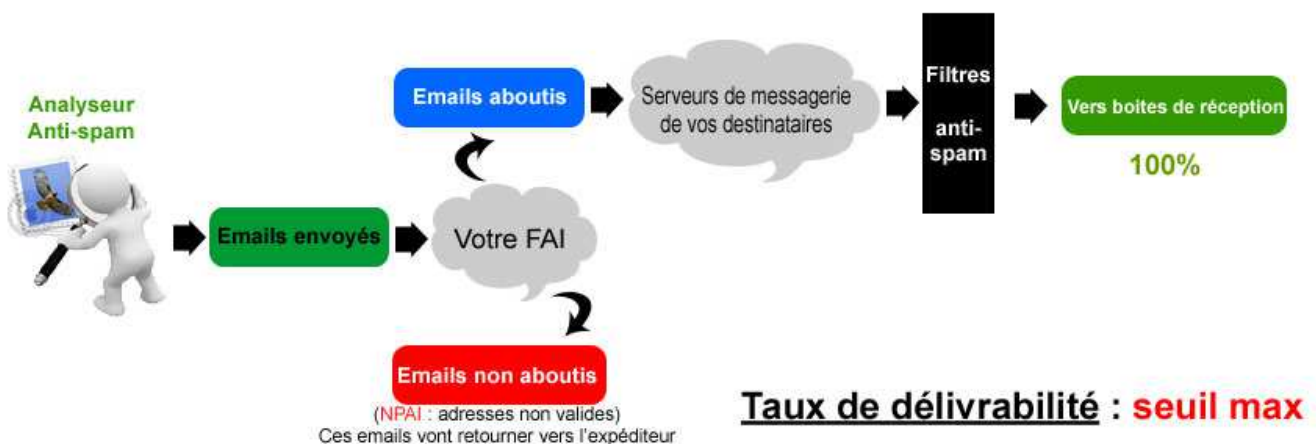 Analyseur
Anti-spam
Emails envoyés
Votre FAI
Emails aboutis
Serveurs de messagerie
de vos destinataires
Filtres
anti-
spam
Vers boites de réception
100%
Emails non aboutis
(NPAI : adresses non valides)
Ces emails vont retourner vers l'expéditeur
Taux de délivrabilité : seuil max